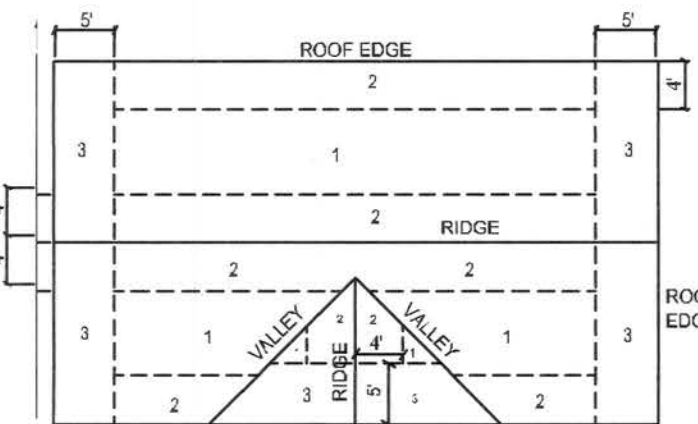 5' 5'
ROOF EDGE
2
4'
3 1 3
2
RIDGE
2 2
3 1 VALLEY 2 2 VALLEY 1 3
4'
1
RIDGE
5'
2 3 2